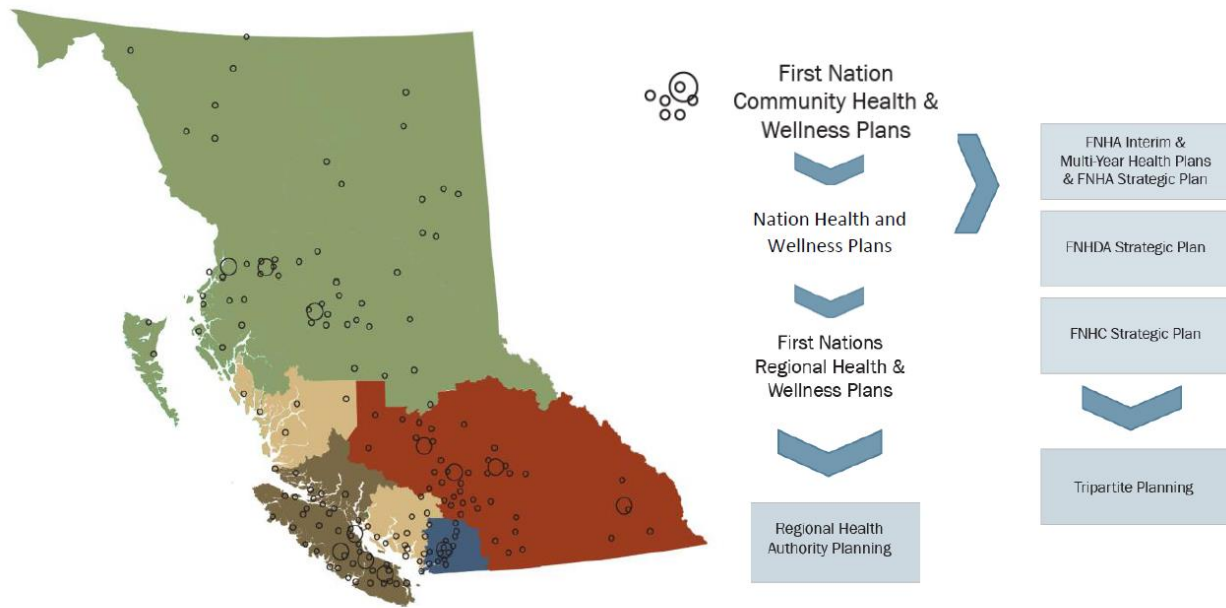 First Nation
Community Health &
Wellness Plans
Nation Health and
Wellness Plans
First Nations
Regional Health &
Wellness Plans
Regional Health
Authority Planning
FNHA Interim &
Multi-Year Health Plans
& FNHA Strategic Plan
FNHDA Strategic Plan
FNHC Strategic Plan
Tripartite Planning